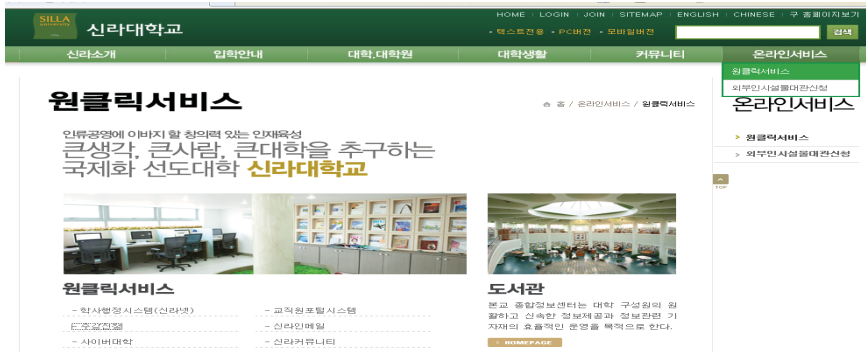 SILLA
UNIVERSITY
신라대학교
HOME LOGIN JOIN SITEMAP ENGLISH CHINESE 구 홈페이지보기
텍스트전용 PC버전 모바일버전
검색
신라소개 입학안내 대학,대학원 대학생활 커뮤니티 온라인서비스
원클릭서비스
외부인시설물대관신청
원클릭서비스
홈 / 온라인서비스 / 원클릭서비스
온라인서비스
> 원클릭서비스
> 외부인시설물대관신청
TOP
인류공영에 이바지 할 창의력 있는 인재육성
큰생각, 큰사람, 큰대학을 추구하는
국제화 선도대학 신라대학교
원클릭서비스
- 학사행정시스템(신라넷)
- 교직원포털시스템
- 신라인메일
- 사이버대학
- 신라커뮤니티
도서관
본교 종합정보센터는 대학 구성원의 원
활하고 신속한 정보제공과 정보관련 기
자재의 효율적인 운영을 목적으로 한다.
HOMEPAGE